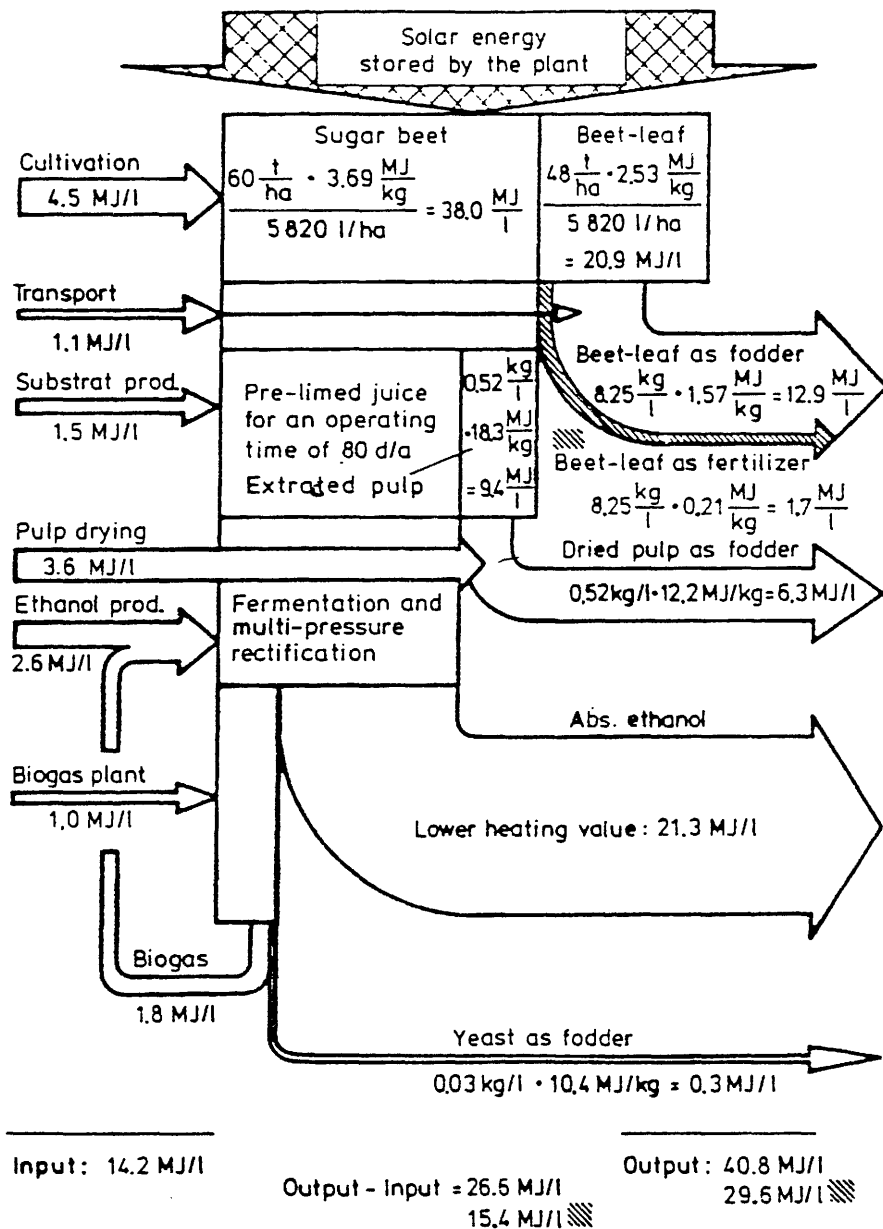 Solar energy
stored by the plant
Sugar beet
60 t/ha · 3.69 MJ/kg
5 820 l/ha
= 38.0 MJ/l
Beet-leaf
48 t/ha · 2.53 MJ/kg
5 820 l/ha
= 20.9 MJ/l
Cultivation
4.5 MJ/l
Transport
1.1 MJ/l
Substrat prod.
1.5 MJ/l
Pre-limed juice
for an operating
time of 80 d/a
Extrated pulp
0.52 kg/l
·18.3 MJ/kg
= 9.4 MJ/l
Beet-leaf as fodder
8.25 kg/l · 1.57 MJ/kg = 12.9 MJ/l
Beet-leaf as fertilizer
8.25 kg/l · 0.21 MJ/kg = 1.7 MJ/l
Pulp drying
3.6 MJ/l
Dried pulp as fodder
0.52 kg/l · 12.2 MJ/kg = 6.3 MJ/l
Ethanol prod.
2.6 MJ/l
Fermentation and
multi-pressure
rectification
Abs. ethanol
Lower heating value : 21.3 MJ/l
Biogas plant
1.0 MJ/l
Biogas
1.8 MJ/l
Yeast as fodder
0.03 kg/l · 10.4 MJ/kg = 0.3 MJ/l
Input: 14.2 MJ/l
Output - Input = 26.6 MJ/l
15.4 MJ/l
Output: 40.8 MJ/l
29.6 MJ/l